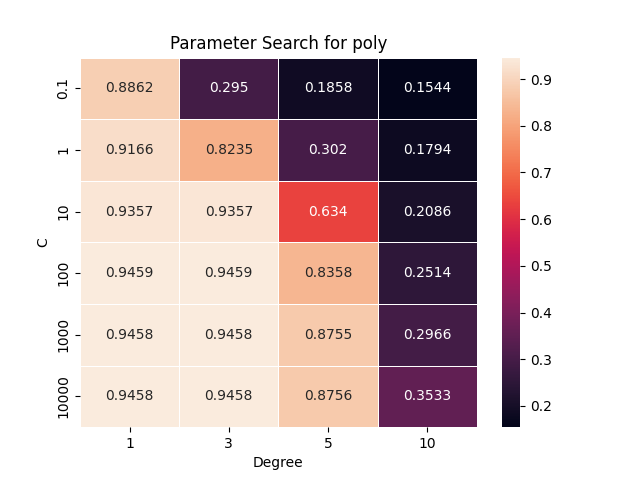 Parameter Search for poly
0.1 0.8862 0.295 0.1858 0.1544
1 0.9166 0.8235 0.302 0.1794
10 0.9357 0.9357 0.634 0.2086
100 0.9459 0.9459 0.8358 0.2514
1000 0.9458 0.9458 0.8755 0.2966
10000 0.9458 0.9458 0.8756 0.3533
C
1 3 5 10
Degree
0.9
0.8
0.7
0.6
0.5
0.4
0.3
0.2